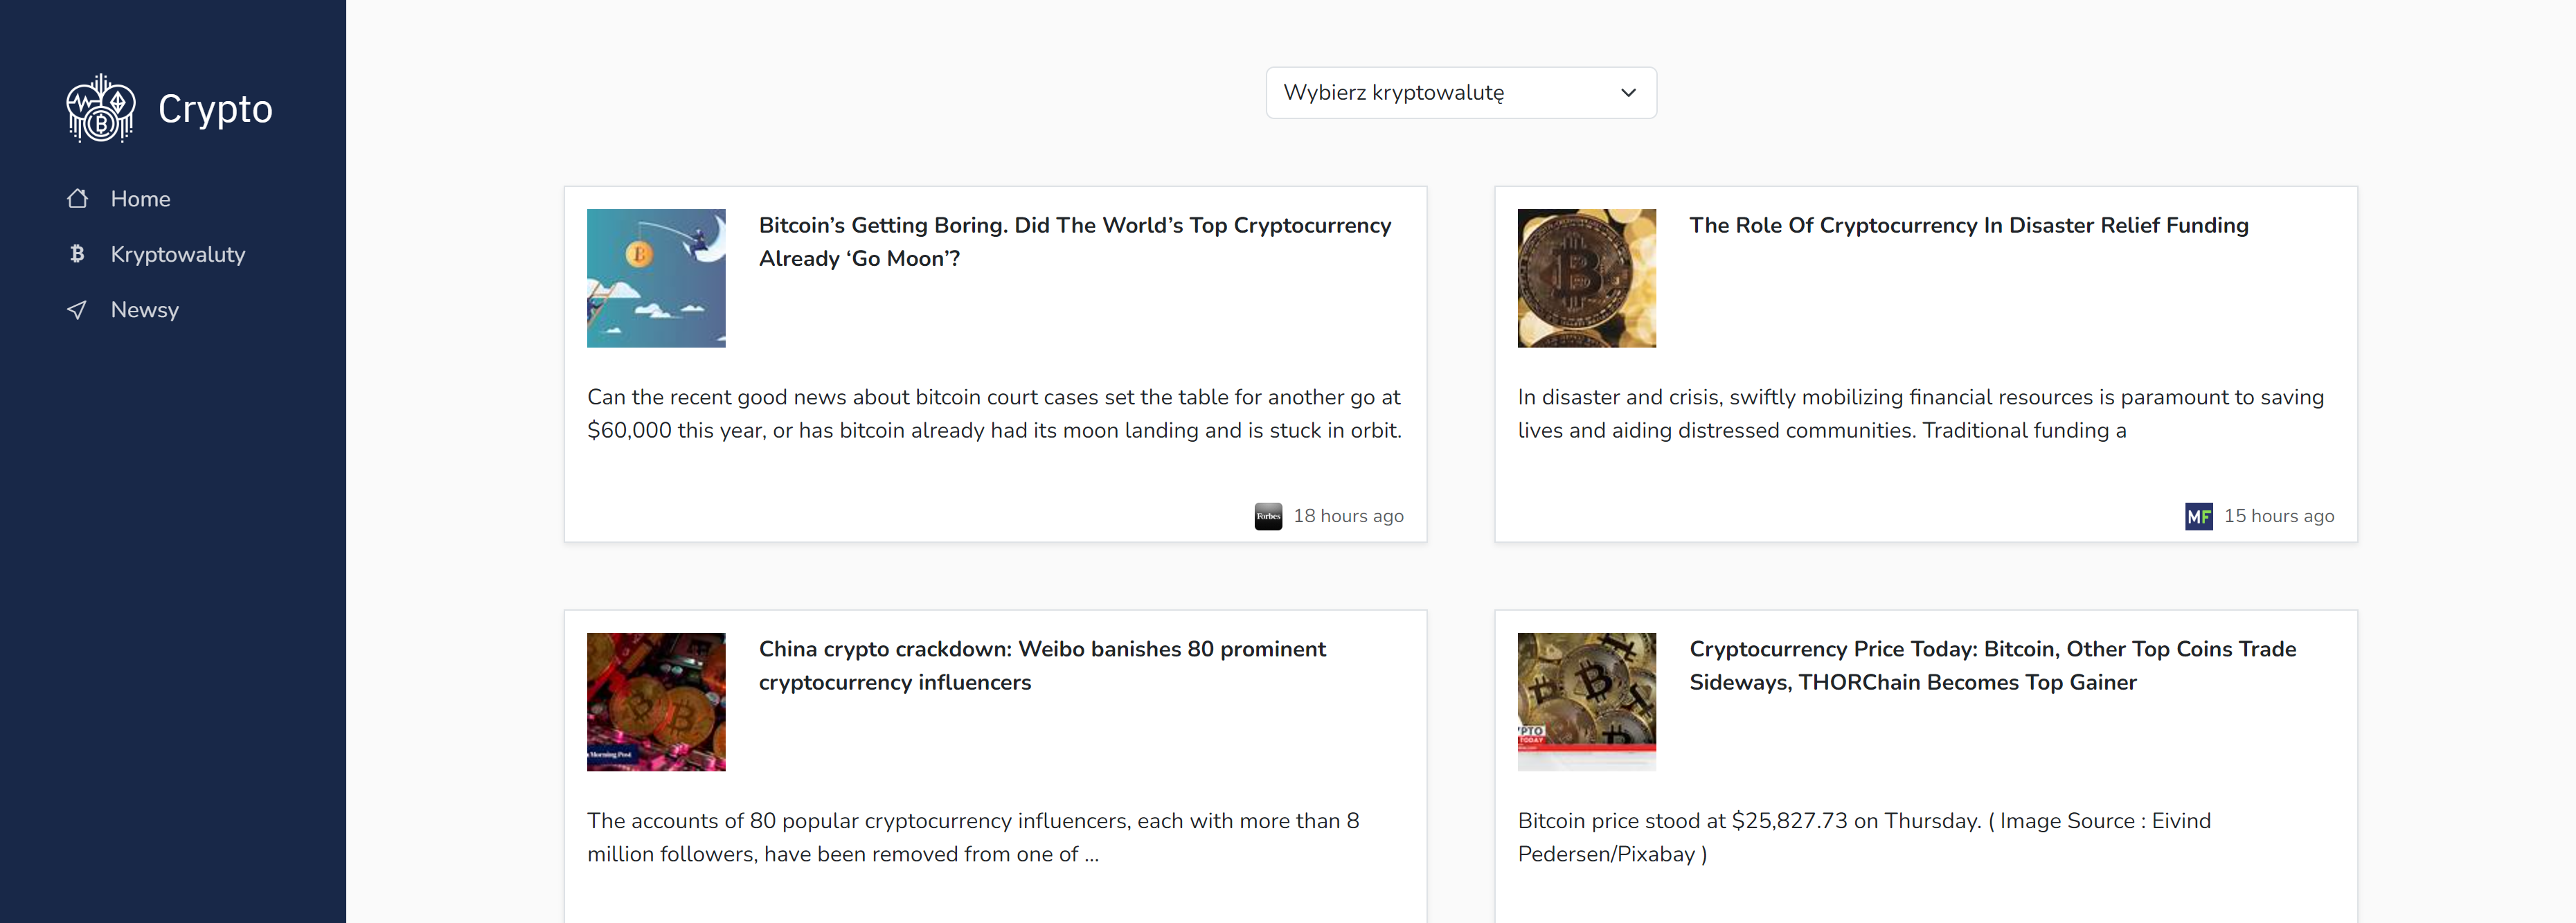 Crypto
Home
Kryptowaluty
Newsy
Wybierz kryptowalutę
Bitcoin’s Getting Boring. Did The World’s Top Cryptocurrency
Already ‘Go Moon’?
Can the recent good news about bitcoin court cases set the table for another go at
$60,000 this year, or has bitcoin already had its moon landing and is stuck in orbit.
Forbes 18 hours ago
The Role Of Cryptocurrency In Disaster Relief Funding
In disaster and crisis, swiftly mobilizing financial resources is paramount to saving
lives and aiding distressed communities. Traditional funding a
MF 15 hours ago
China crypto crackdown: Weibo banishes 80 prominent
cryptocurrency influencers
Morning Post
The accounts of 80 popular cryptocurrency influencers, each with more than 8
million followers, have been removed from one of ...
Cryptocurrency Price Today: Bitcoin, Other Top Coins Trade
Sideways, THORChain Becomes Top Gainer
YPTO
TODAY
Bitcoin price stood at $25,827.73 on Thursday. ( Image Source : Eivind
Pedersen/Pixabay )